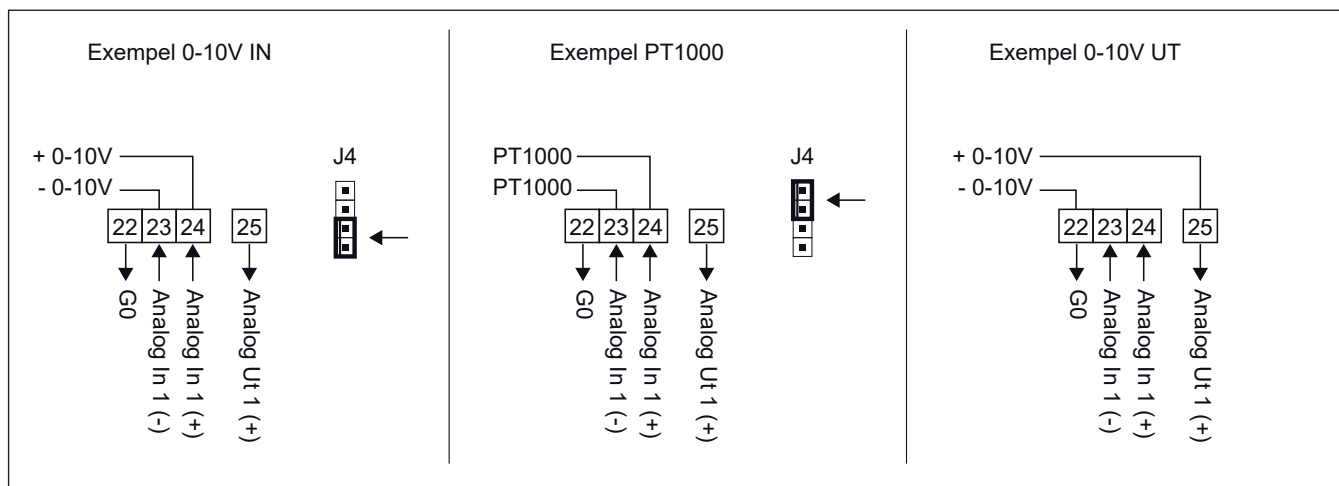 Exempel 0-10V IN
+ 0-10V
- 0-10V
J4
22 23 24 25
G0
Analog In 1 (-)
Analog In 1 (+)
Analog Ut 1 (+)
Exempel PT1000
PT1000
PT1000
J4
22 23 24 25
G0
Analog In 1 (-)
Analog In 1 (+)
Analog Ut 1 (+)
Exempel 0-10V UT
+ 0-10V
- 0-10V
22 23 24 25
G0
Analog In 1 (-)
Analog In 1 (+)
Analog Ut 1 (+)